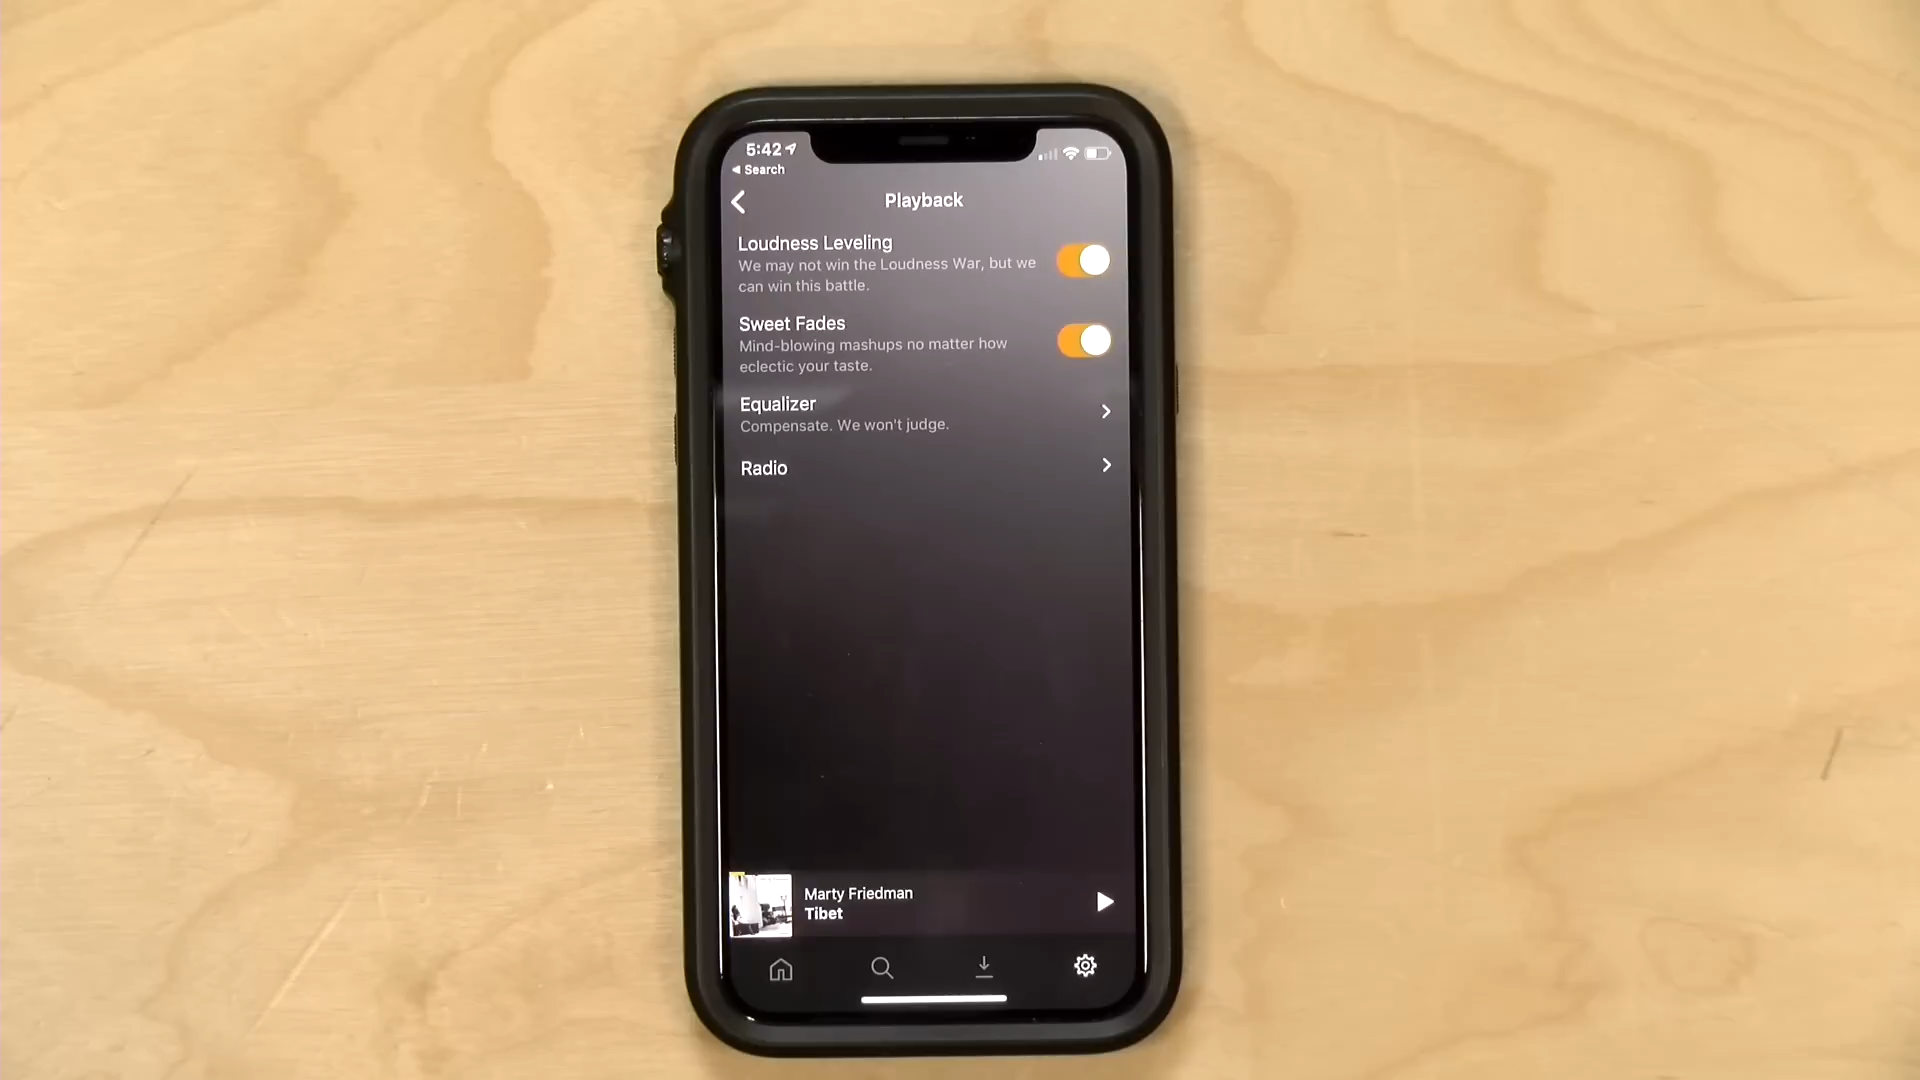 5:42
Search
Playback
Loudness Leveling
We may not win the Loudness War, but we
can win this battle.
Sweet Fades
Mind-blowing mashups no matter how
eclectic your taste.
Equalizer
Compensate. We won't judge.
Radio
Marty Friedman
Tibet